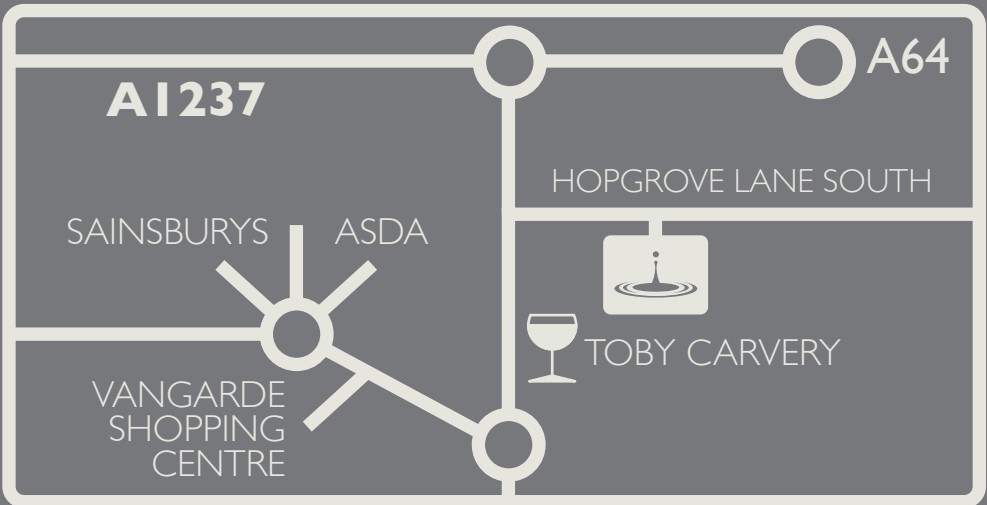 A64
A1237
HOPGROVE LANE SOUTH
SAINSBURYS
ASDA
TOBY CARVERY
VANGARDE
SHOPPING
CENTRE